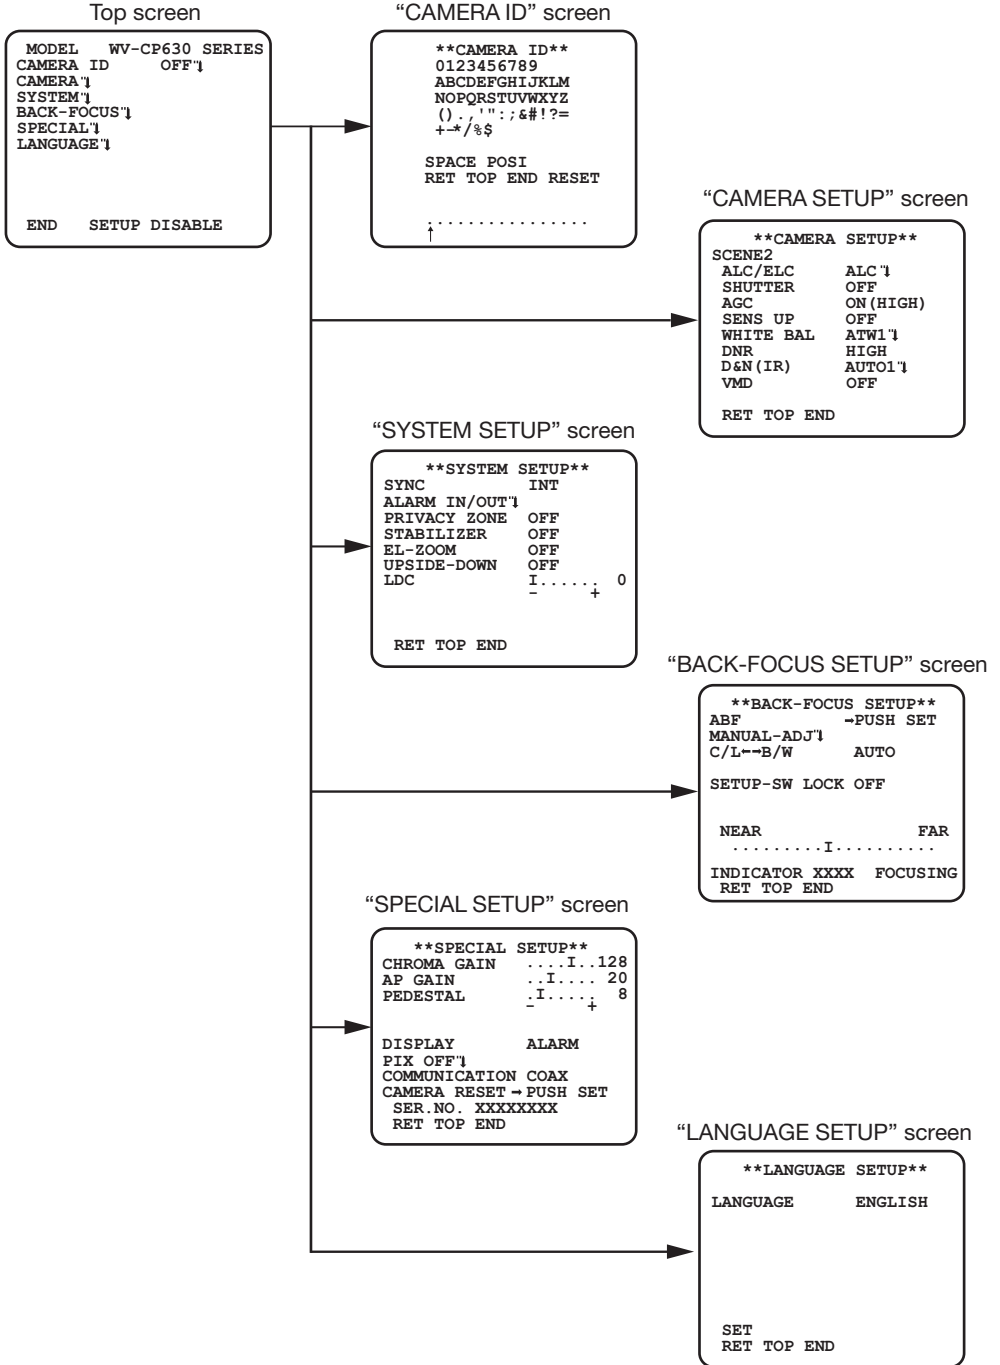 Top screen
MODEL WV-CP630 SERIES
CAMERA ID OFF
CAMERA
SYSTEM
BACK-FOCUS
SPECIAL
LANGUAGE
END SETUP DISABLE
“CAMERA ID” screen
**CAMERA ID**
0123456789
ABCDEFGHIJKLM
NOPQRSTUVWXYZ
().,'":;&#!?=
+-*/%$
SPACE POSI
RET TOP END RESET
................
↑
“CAMERA SETUP” screen
**CAMERA SETUP**
SCENE2
ALC/ELC ALC
SHUTTER OFF
AGC ON(HIGH)
SENS UP OFF
WHITE BAL ATW1
DNR HIGH
D&N(IR) AUTO1
VMD OFF
RET TOP END
“SYSTEM SETUP” screen
**SYSTEM SETUP**
SYNC INT
ALARM IN/OUT
PRIVACY ZONE OFF
STABILIZER OFF
EL-ZOOM OFF
UPSIDE-DOWN OFF
LDC I...... 0
- +
RET TOP END
“BACK-FOCUS SETUP” screen
**BACK-FOCUS SETUP**
ABF →PUSH SET
MANUAL-ADJ
C/L←→B/W AUTO
SETUP-SW LOCK OFF
NEAR FAR
.........I..........
INDICATOR XXXX FOCUSING
RET TOP END
“SPECIAL SETUP” screen
**SPECIAL SETUP**
CHROMA GAIN ....I..128
AP GAIN ..I.... 20
PEDESTAL .I..... 8
- +
DISPLAY ALARM
PIX OFF
COMMUNICATION COAX
CAMERA RESET →PUSH SET
SER.NO. XXXXXXXX
RET TOP END
“LANGUAGE SETUP” screen
**LANGUAGE SETUP**
LANGUAGE ENGLISH
SET
RET TOP END